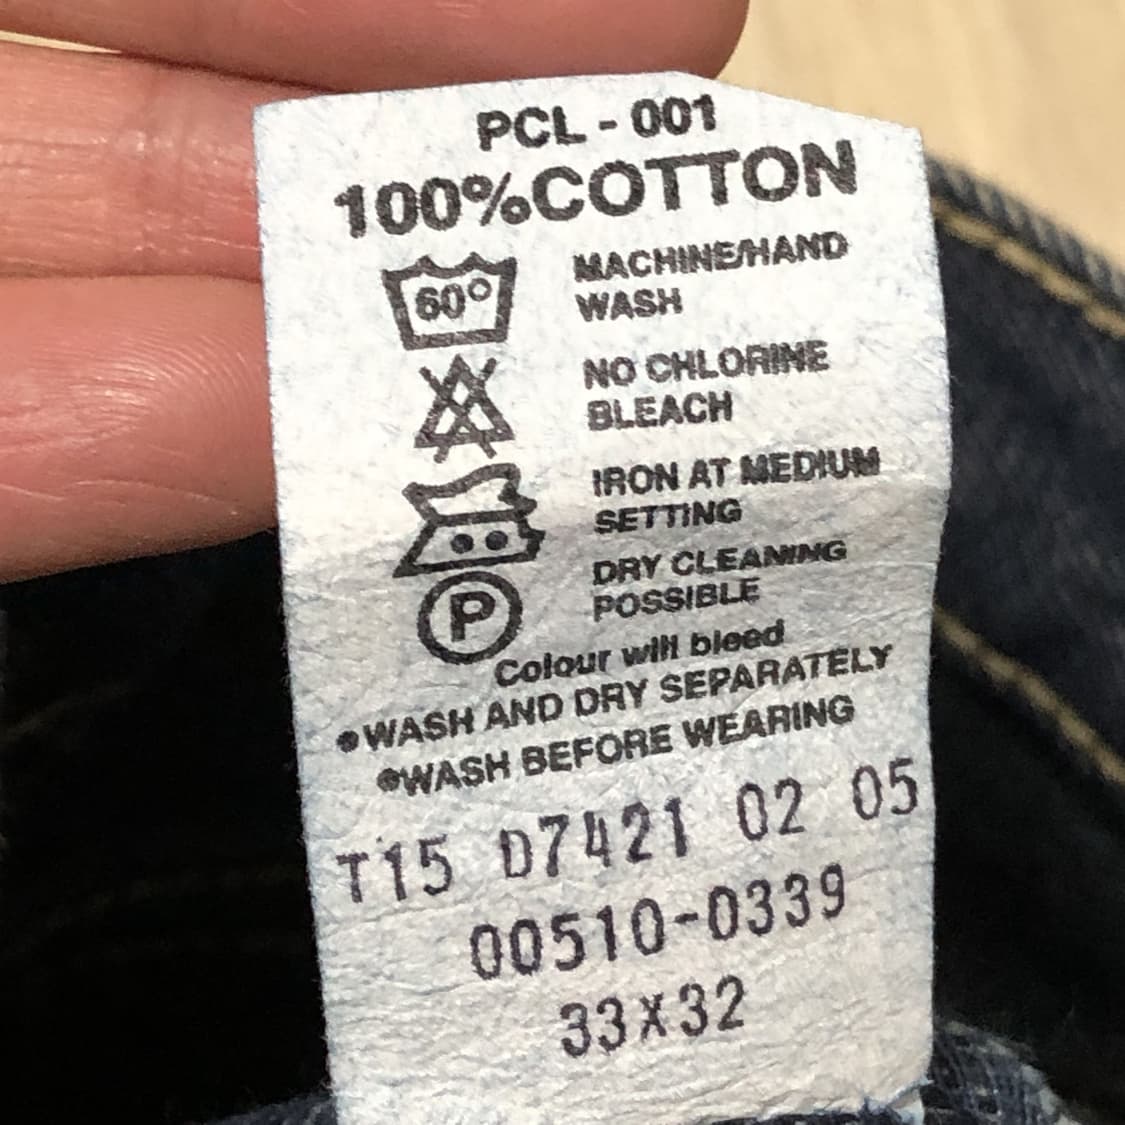 PCL - 001
100%COTTON
60° MACHINE/HAND
WASH
NO CHLORINE
BLEACH
IRON AT MEDIUM
SETTING
DRY CLEANING
P POSSIBLE
Colour will bleed
●WASH AND DRY SEPARATELY
●WASH BEFORE WEARING
T15 D7421 02 05
00510-0339
33X32